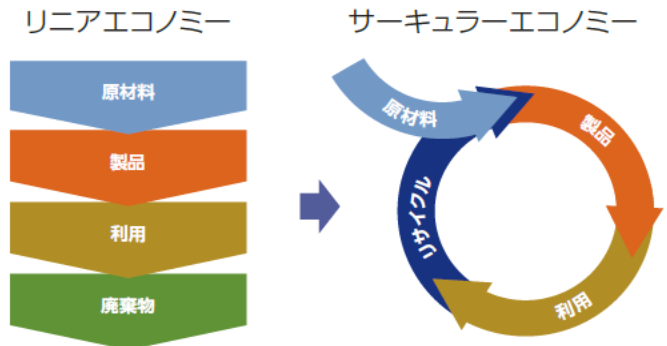 リニアエコノミー
原材料
製品
利用
廃棄物
サーキュラーエコノミー
原材料
製品
利用
リサイクル